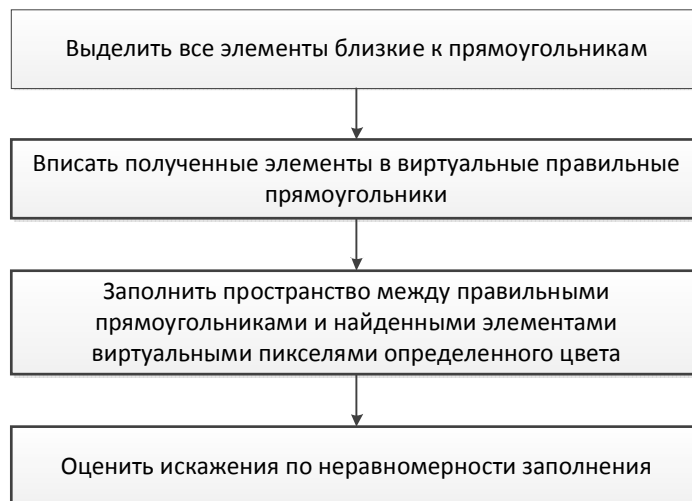 Выделить все элементы близкие к прямоугольникам
Вписать полученные элементы в виртуальные правильные
прямоугольники
Заполнить пространство между правильными
прямоугольниками и найденными элементами
виртуальными пикселями определенного цвета
Оценить искажения по неравномерности заполнения